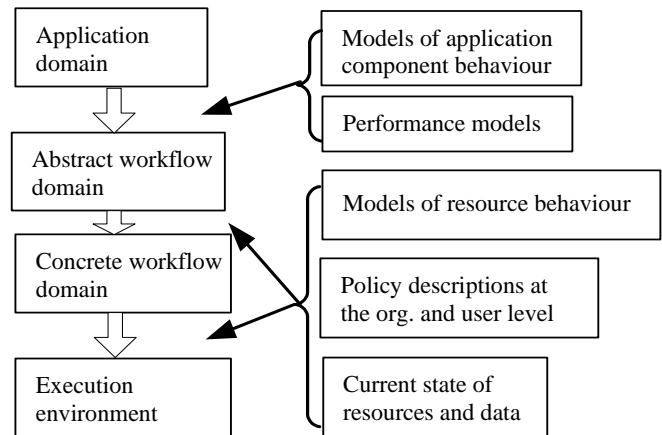 Application
domain
Abstract workflow
domain
Concrete workflow
domain
Execution
environment
Models of application
component behaviour
Performance models
Models of resource behaviour
Policy descriptions at
the org. and user level
Current state of
resources and data